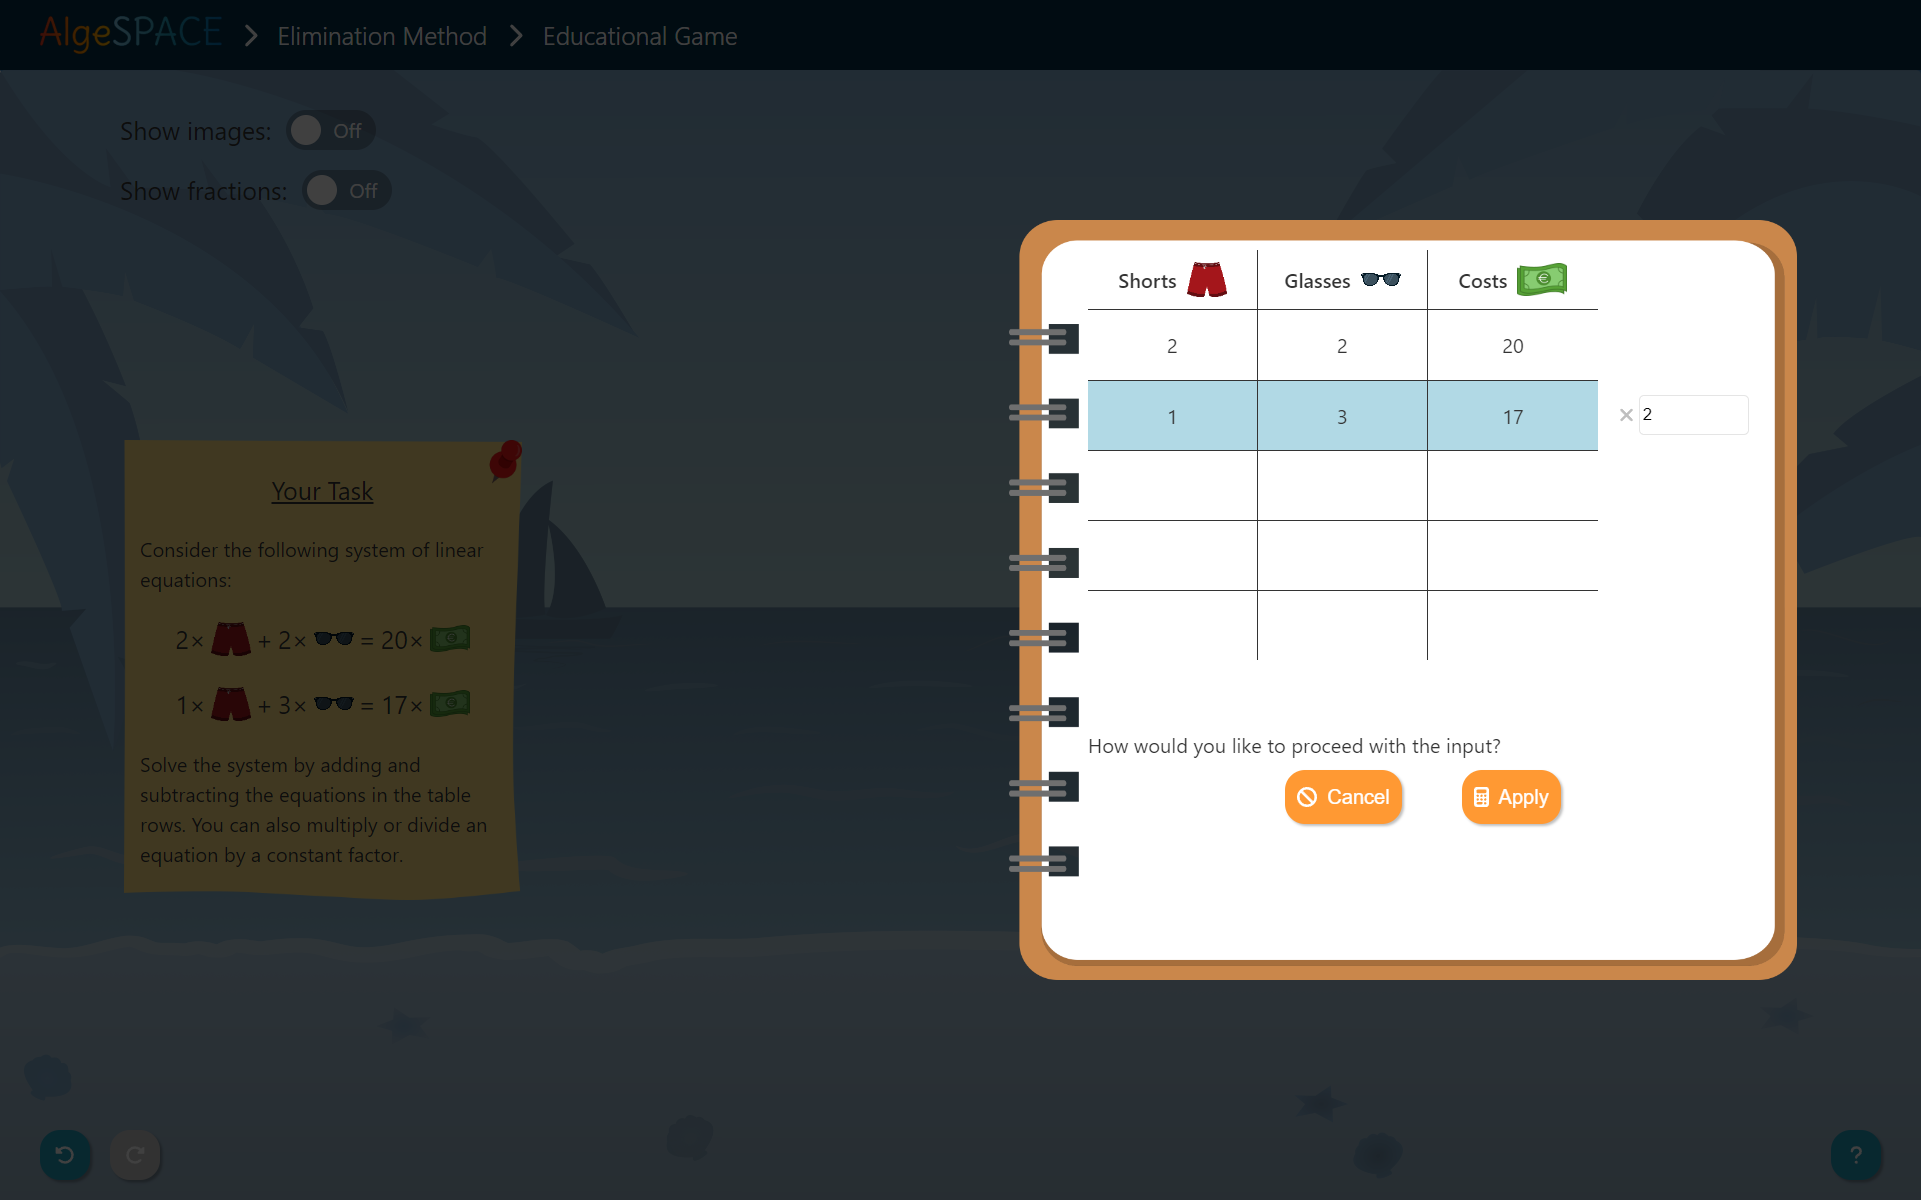 AlgeSPACE > Elimination Method > Educational Game
Show images: Off
Show fractions: Off
Your Task
Consider the following system of linear
equations:
2× + 2× = 20×
1× + 3× = 17×
Solve the system by adding and
subtracting the equations in the table
rows. You can also multiply or divide an
equation by a constant factor.
Shorts Glasses Costs
2 2 20
1 3 17 × 2
How would you like to proceed with the input?
Cancel Apply
?